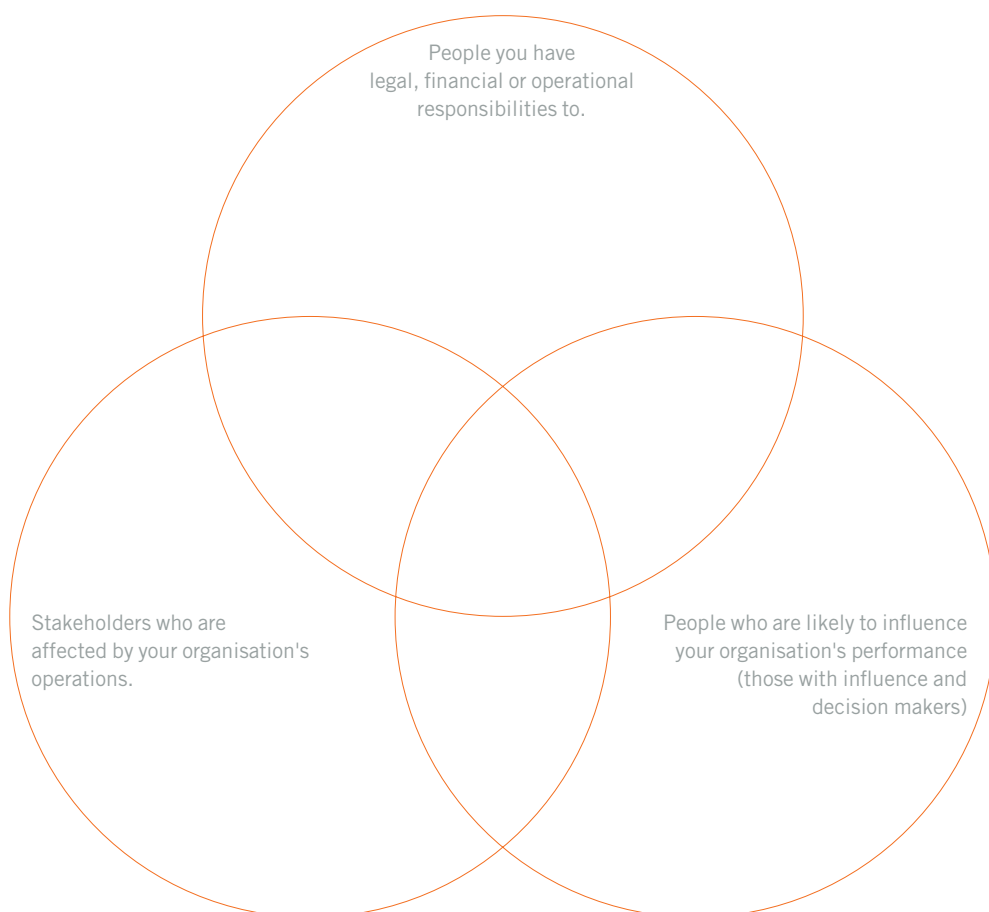 People you have
legal, financial or operational
responsibilities to.
Stakeholders who are
affected by your organisation's
operations.
People who are likely to influence
your organisation's performance
(those with influence and
decision makers)